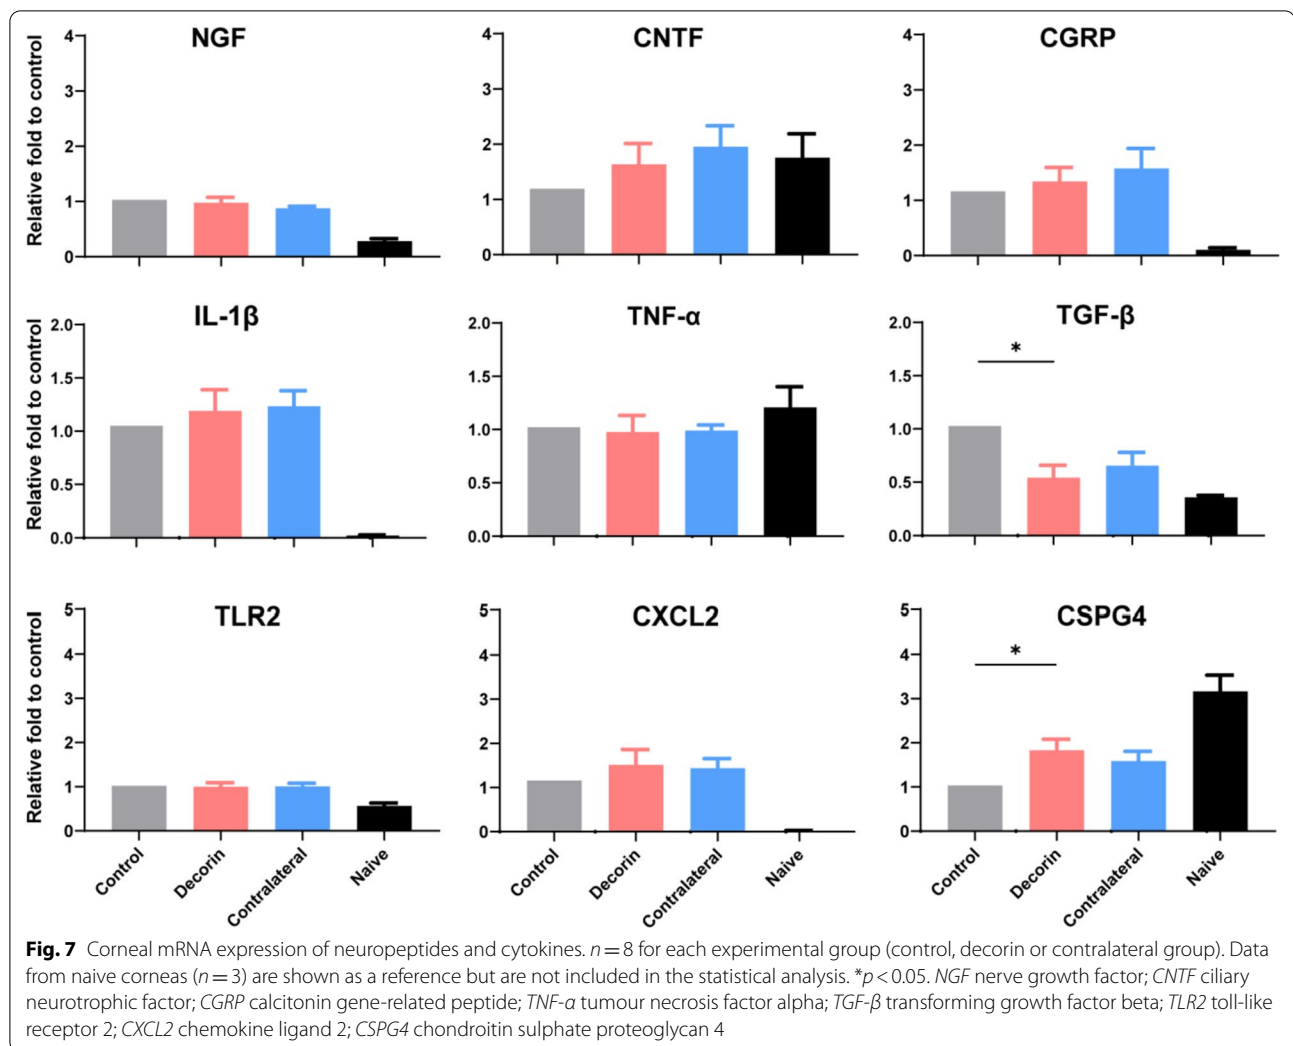 NGF
CNTF
CGRP
Relative fold to control
4
3
2
1
0
4
3
2
1
0
4
3
2
1
0
IL-1β
TNF-α
TGF-β
Relative fold to control
2.0
1.5
1.0
0.5
0.0
2.0
1.5
1.0
0.5
0.0
2.0
1.5
1.0
0.5
0.0
*
TLR2
CXCL2
CSPG4
Relative fold to control
5
4
3
2
1
0
5
4
3
2
1
0
5
4
3
2
1
0
*
Control
Decorin
Contralateral
Naive
Control
Decorin
Contralateral
Naive
Control
Decorin
Contralateral
Naive
Fig. 7 Corneal mRNA expression of neuropeptides and cytokines. n = 8 for each experimental group (control, decorin or contralateral group). Data
from naive corneas (n = 3) are shown as a reference but are not included in the statistical analysis. *p < 0.05. NGF nerve growth factor; CNTF ciliary
neurotrophic factor; CGRP calcitonin gene-related peptide; TNF-α tumour necrosis factor alpha; TGF-β transforming growth factor beta; TLR2 toll-like
receptor 2; CXCL2 chemokine ligand 2; CSPG4 chondroitin sulphate proteoglycan 4